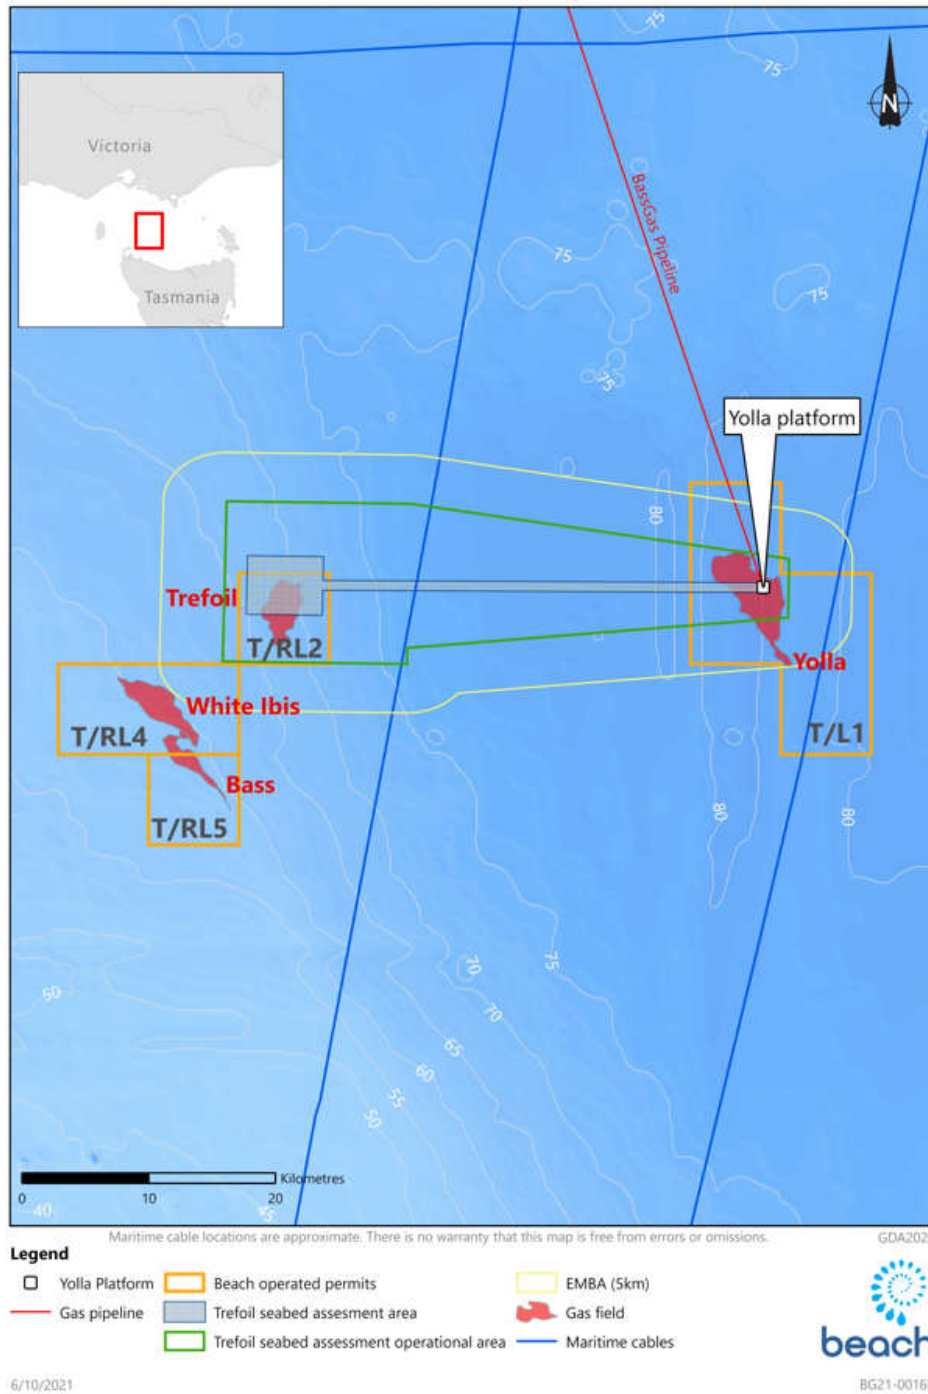 75
75
N
Victoria
Tasmania
BassGas Pipeline
75
75
75
Yolla platform
80
Trefoil
T/RL2
Yolla
White Ibis
T/RL4
T/L1
Bass
T/RL5
80
80
50
70
75
70
65
60
55
50
Kilometres
0 10 20
40
45
Maritime cable locations are approximate. There is no warranty that this map is free from errors or omissions.
GDA202
Legend
Yolla Platform
Beach operated permits
EMBA (5km)
Gas pipeline
Trefoil seabed assesment area
Gas field
Trefoil seabed assessment operational area
Maritime cables
beach
6/10/2021
BG21-0016